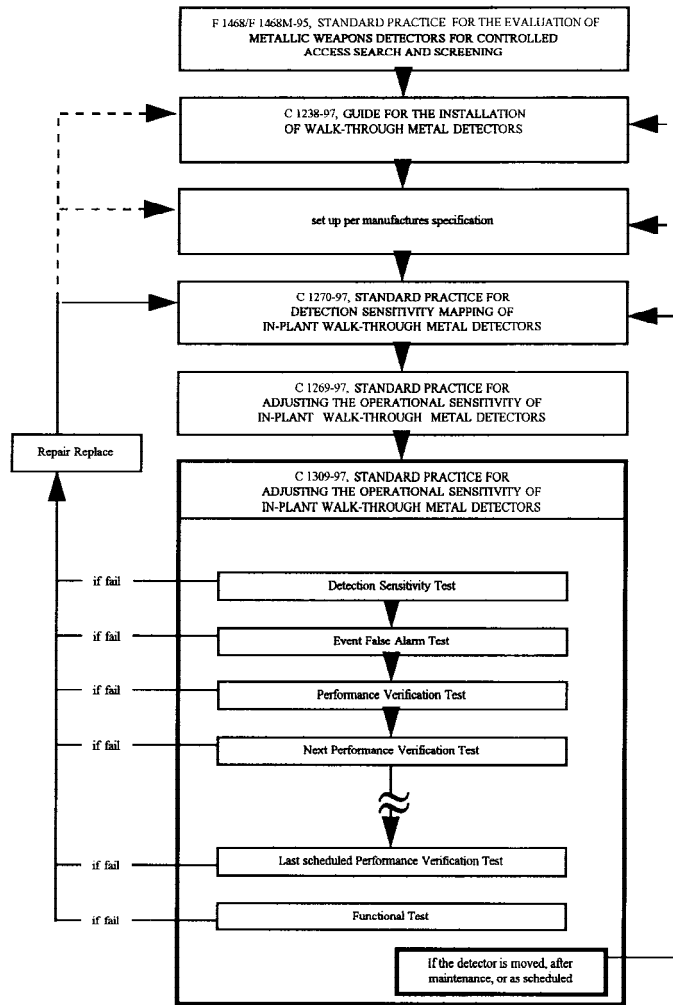 F 1468/F 1468M-95, STANDARD PRACTICE FOR THE EVALUATION OF
METALLIC WEAPONS DETECTORS FOR CONTROLLED
ACCESS SEARCH AND SCREENING
C 1238-97, GUIDE FOR THE INSTALLATION
OF WALK-THROUGH METAL DETECTORS
set up per manufactures specification
C 1270-97, STANDARD PRACTICE FOR
DETECTION SENSITIVITY MAPPING OF
IN-PLANT WALK-THROUGH METAL DETECTORS
C 1269-97, STANDARD PRACTICE FOR
ADJUSTING THE OPERATIONAL SENSITIVITY OF
IN-PLANT WALK-THROUGH METAL DETECTORS
Repair Replace
C 1309-97, STANDARD PRACTICE FOR
ADJUSTING THE OPERATIONAL SENSITIVITY OF
IN-PLANT WALK-THROUGH METAL DETECTORS
if fail
Detection Sensitivity Test
if fail
Event False Alarm Test
if fail
Performance Verification Test
if fail
Next Performance Verification Test
if fail
Last scheduled Performance Verification Test
if fail
Functional Test
If the detector is moved, after
maintenance, or as scheduled